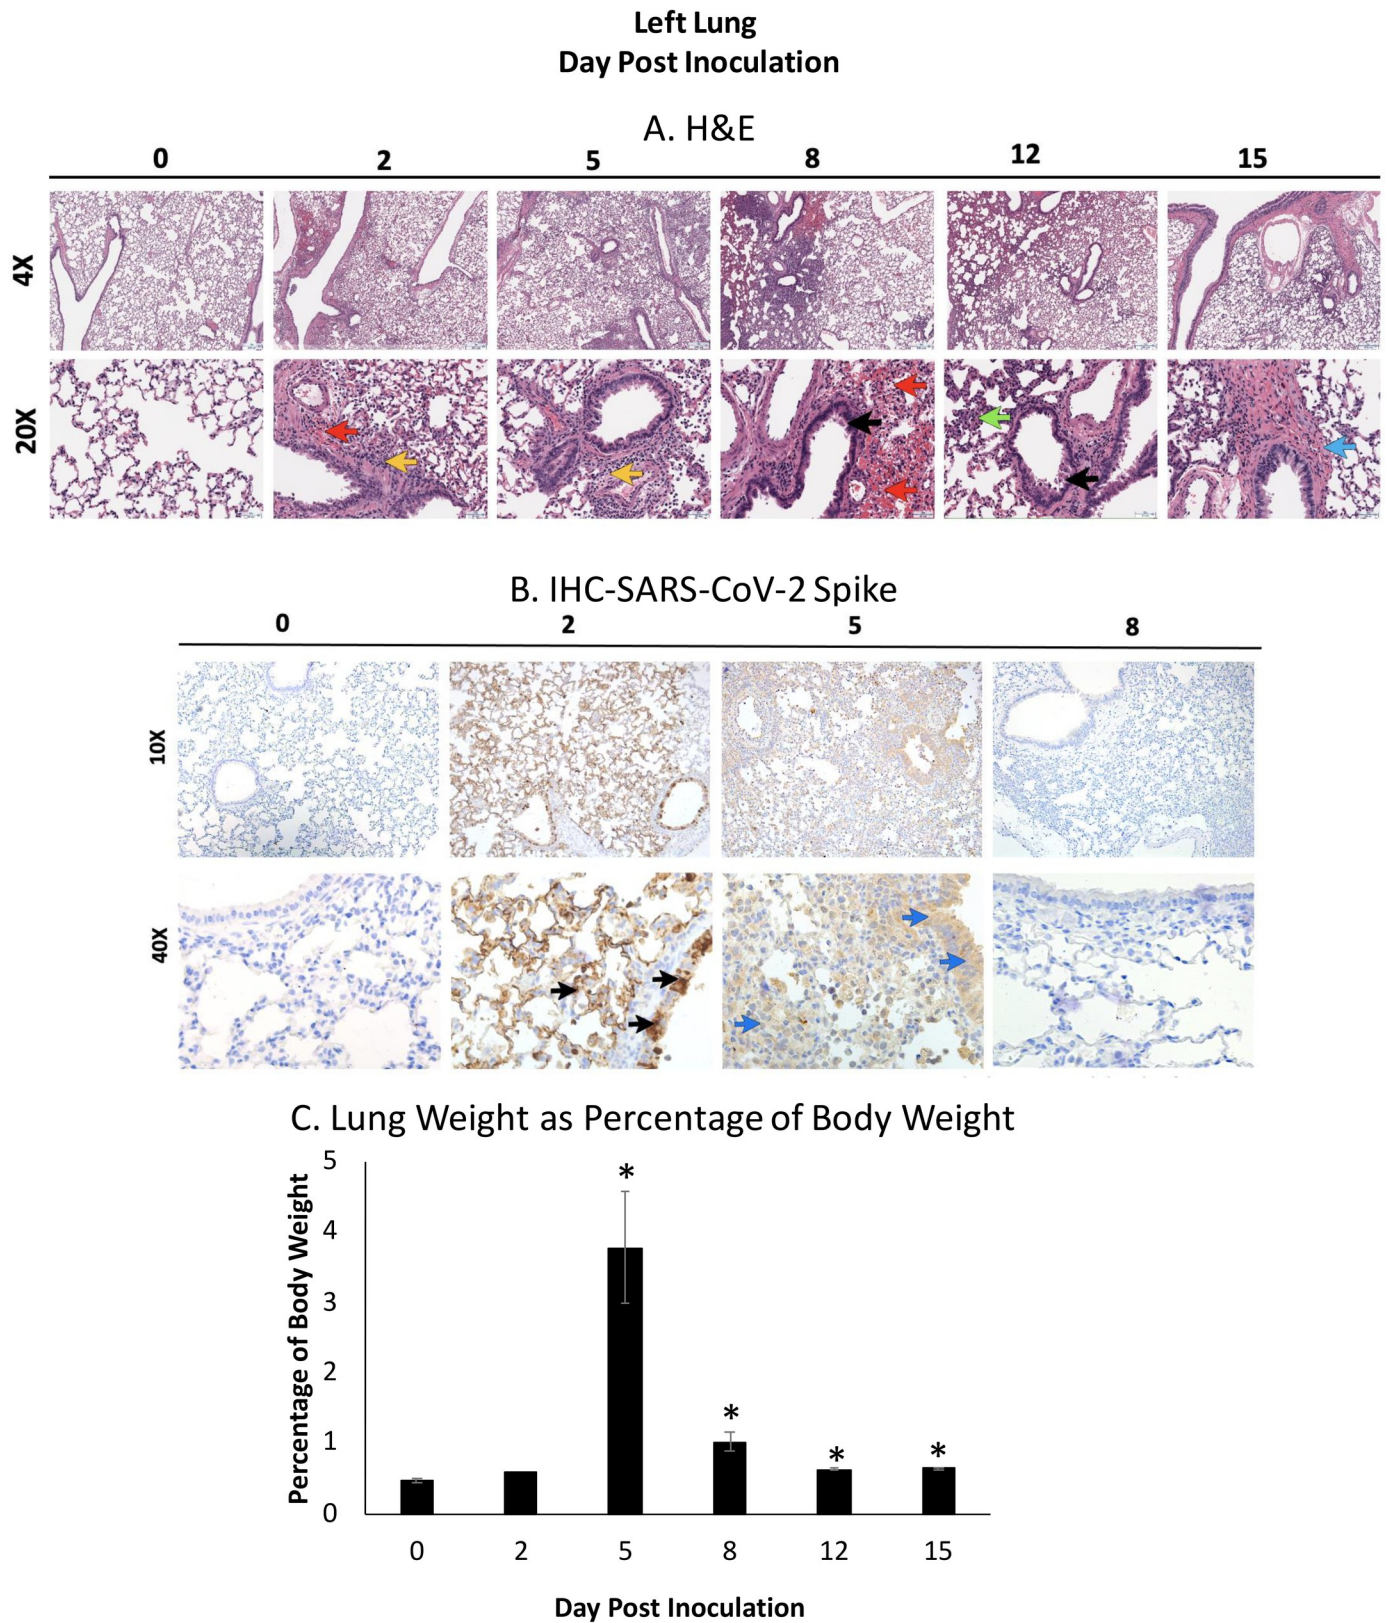 Left Lung
Day Post Inoculation
A. H&E
0 2 5 8 12 15
4X
20X
B. IHC-SARS-CoV-2 Spike
0 2 5 8
10X
40X
C. Lung Weight as Percentage of Body Weight
Percentage of Body Weight
5
4
3
2
1
0
* * * *
0 2 5 8 12 15
Day Post Inoculation